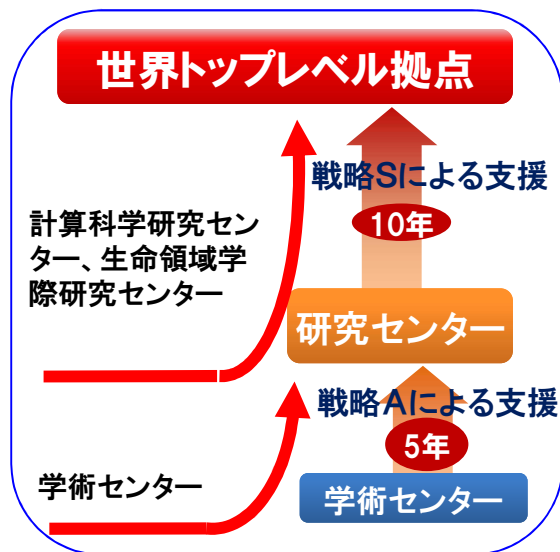 世界トップレベル拠点
戦略Sによる支援
10年
計算科学研究セン
ター、生命領域学
際研究センター
研究センター
戦略Aによる支援
5年
学術センター
学術センター